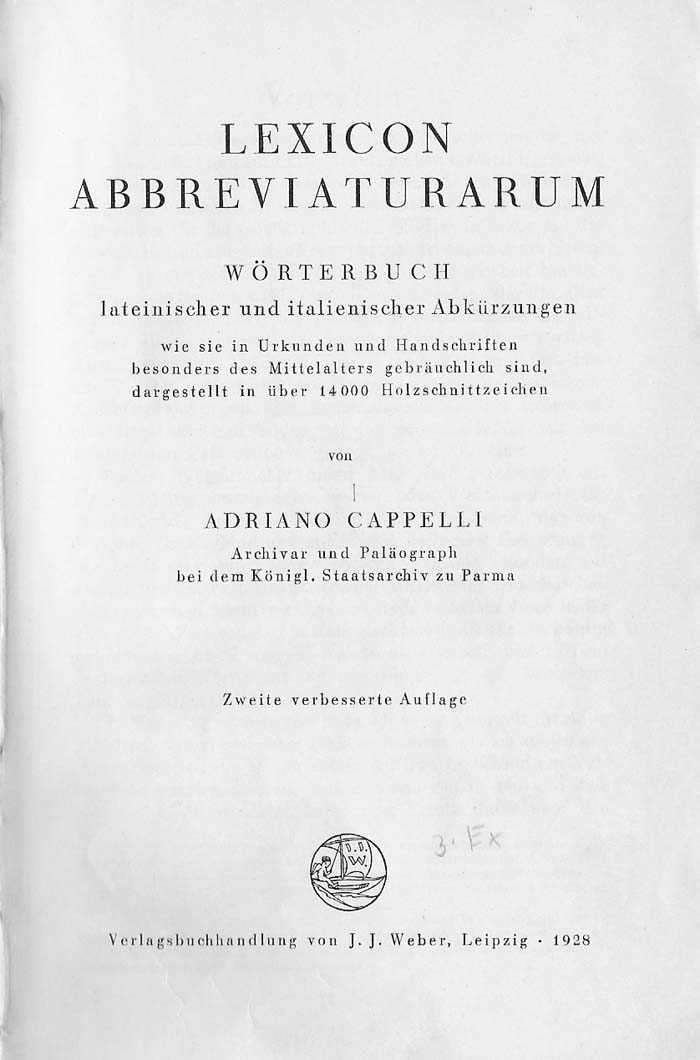 LEXICON
ABBREVIATURARUM
WÖRTERBUCH
lateinischer und italienischer Abkürzungen
wie sie in Urkunden und Handschriften
besonders des Mittelalters gebräuchlich sind,
dargestellt in über 14000 Holzschnittzeichen
von
ADRIANO CAPPELLI
Archivar und Paläograph
bei dem Königl. Staatsarchiv zu Parma
Zweite verbesserte Auflage
J.J.
W.
3. Ex
Verlagsbuchhandlung von J. J. Weber, Leipzig · 1928